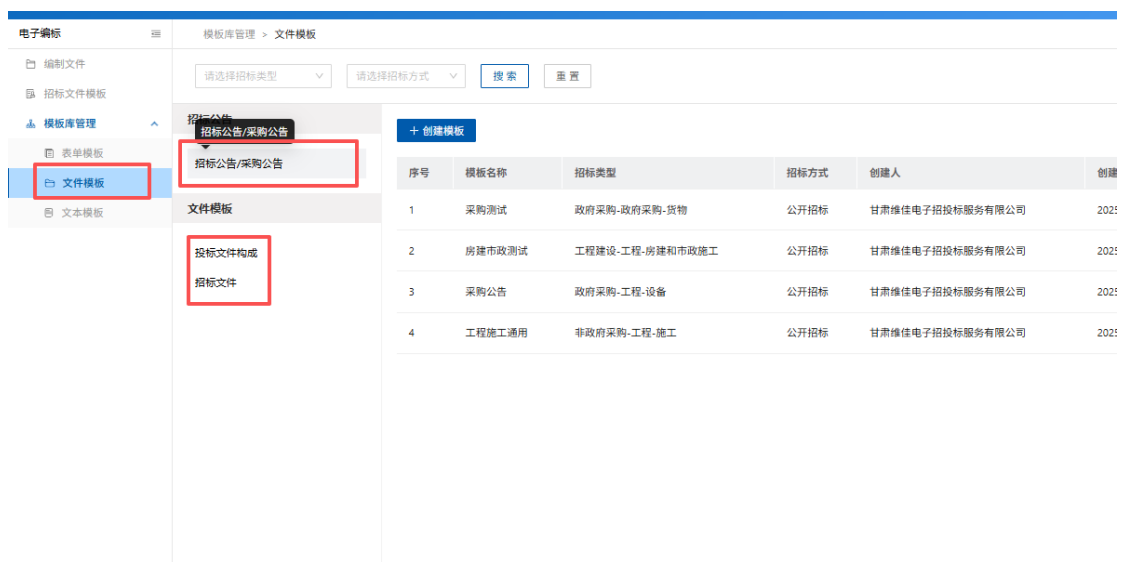 电子编标
模板库管理 > 文件模板
编制文件
招标文件模板
模板库管理
表单模板
文件模板
文本模板
请选择招标类型
请选择招标方式
搜 索
重 置
招标公告
招标公告/采购公告
招标公告/采购公告
文件模板
投标文件构成
招标文件
+ 创建模板
序号 模板名称 招标类型 招标方式 创建人 创建
1 采购测试 政府采购-政府采购-货物 公开招标 甘肃维佳电子招投标服务有限公司 2025
2 房建市政测试 工程建设-工程-房建和市政施工 公开招标 甘肃维佳电子招投标服务有限公司 2025
3 采购公告 政府采购-工程-设备 公开招标 甘肃维佳电子招投标服务有限公司 2025
4 工程施工通用 非政府采购-工程-施工 公开招标 甘肃维佳电子招投标服务有限公司 2025